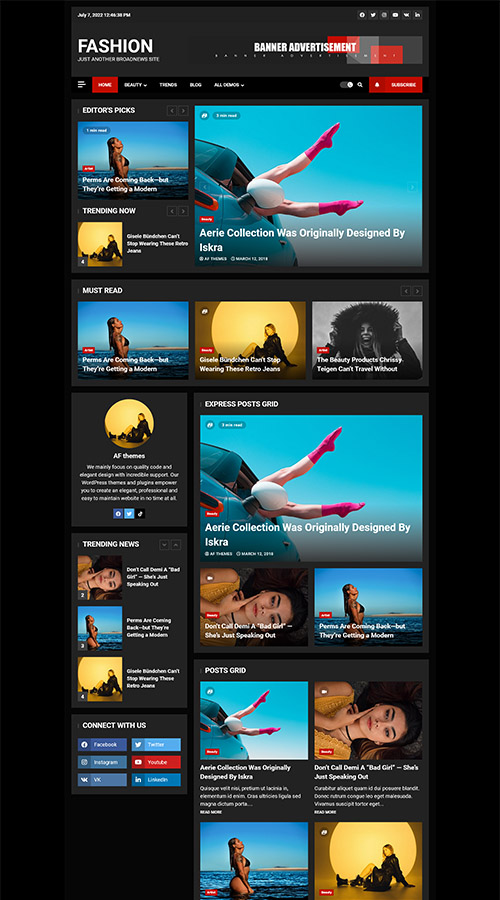 July 7, 2022 12:46:38 PM
FASHION
JUST ANOTHER BROADNEWS SITE
BANNER ADVERTISEMENT
BANNER ADVERTISEMENT
HOME
BEAUTY
TRENDS
BLOG
ALL DEMOS
SUBSCRIBE
EDITOR'S PICKS
1 min read
Artist
Perms Are Coming Back—but
They're Getting a Modern
TRENDING NOW
4
Gisele Bündchen Can't
Stop Wearing These Retro
Jeans
3 min read
Beauty
Aerie Collection Was Originally Designed By
Iskra
AF THEMES
MARCH 12, 2018
MUST READ
Artist
Perms Are Coming Back—but
They're Getting a Modern
Beauty
Gisele Bündchen Can't Stop
Wearing These Retro Jeans
Artist
The Beauty Products Chrissy
Teigen Can't Travel Without
AF themes
We mainly focus on quality code and
elegant design with incredible support. Our
WordPress themes and plugins empower
you to create an elegant, professional and
easy to maintain website in no time at all.
TRENDING NEWS
2
Don't Call Demi A "Bad
Girl" — She's Just
Speaking Out
3
Perms Are Coming
Back—but They're
Getting a Modern
4
Gisele Bündchen Can't
Stop Wearing These
Retro Jeans
CONNECT WITH US
Facebook
Twitter
Instagram
Youtube
VK
LinkedIn
EXPRESS POSTS GRID
3 min read
Beauty
Aerie Collection Was Originally Designed By
Iskra
AF THEMES
MARCH 12, 2018
Beauty
Don't Call Demi A "Bad Girl" —
She's Just Speaking Out
Artist
Perms Are Coming Back—but
They're Getting a Modern
POSTS GRID
Beauty
Aerie Collection Was Originally
Designed By Iskra
Quisque velit nisi, pretium ut lacinia in,
elementum id enim. Cras ultricies ligula sed
magna dictum porta....
READ MORE
Beauty
Don't Call Demi A "Bad Girl" — She's
Just Speaking Out
Curabitur aliquet quam id dui posuere blandit.
Donec rutrum congue leo eget malesuada.
Vivamus suscipit tortor eget...
READ MORE
Artist
Beauty